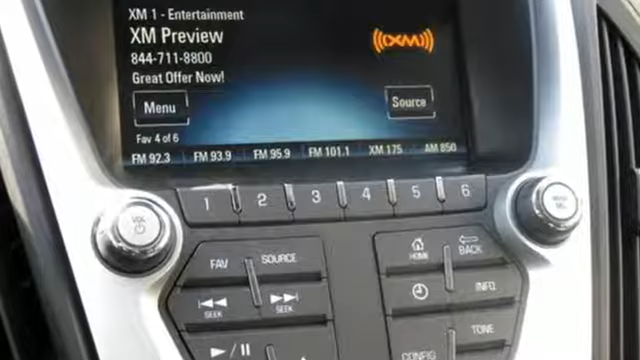 XM 1 - Entertainment
XM Preview
844-711-8800
Great Offer Now!
((XM))
Menu
Source
Fav 4 of 6
FM 92.3 FM 93.9 FM 95.9 FM 101.1 XM 175 AM 850
1 2 3 4 5 6
VOL
MENU
SEL
FAV SOURCE
HOME BACK
SEEK SEEK
INFO
CONFIG TONE